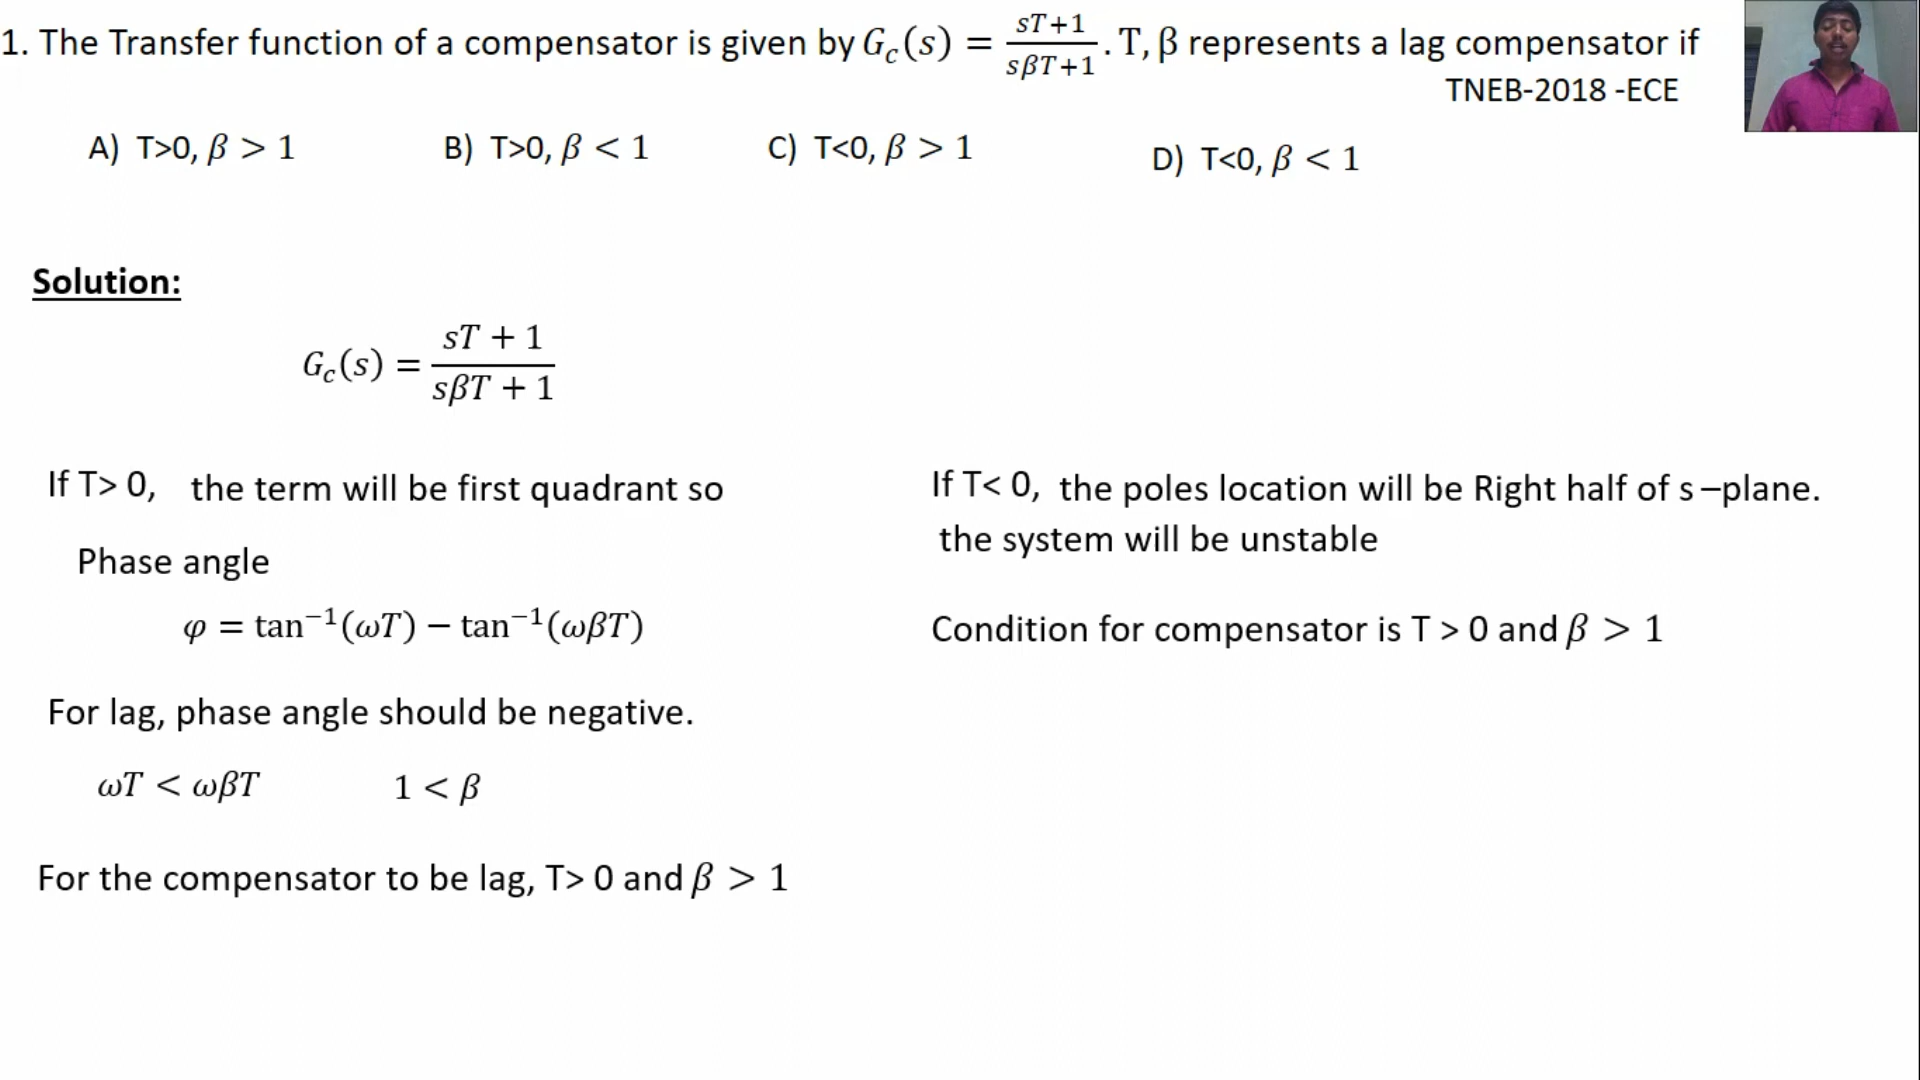 1. The Transfer function of a compensator is given by G_c(s) = \frac{sT+1}{sβT+1}. T, β represents a lag compensator if
TNEB-2018 -ECE
A) T>0, β > 1 B) T>0, β < 1 C) T<0, β > 1 D) T<0, β < 1
Solution:
G_c(s) = \frac{sT + 1}{sβT + 1}
If T> 0, the term will be first quadrant so
Phase angle
φ = tan⁻¹(ωT) − tan⁻¹(ωβT)
For lag, phase angle should be negative.
ωT < ωβT 1 < β
For the compensator to be lag, T> 0 and β > 1
If T< 0, the poles location will be Right half of s –plane.
the system will be unstable
Condition for compensator is T > 0 and β > 1